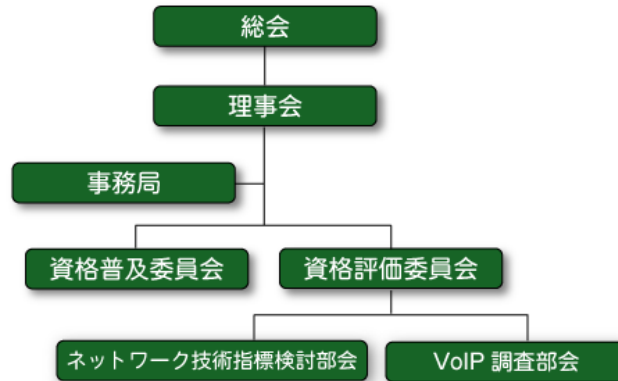 総会
理事会
事務局
資格普及委員会
資格評価委員会
ネットワーク技術指標検討部会
VoIP 調査部会